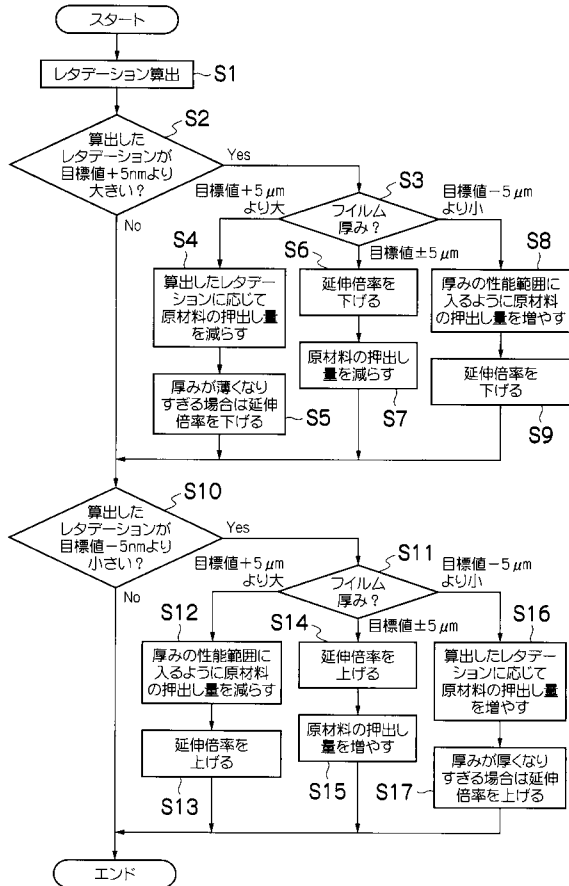 スタート
レタデーション算出
S1
S2
算出した
レタデーションが
目標値+5nmより
大きい?
Yes
No
S3
フイルム
厚み?
目標値+5μm
より大
目標値-5μm
より小
目標値±5μm
S4
算出したレタデー
ションに応じて
原材料の押出し量
を減らす
S6
延伸倍率を
下げる
S8
厚みの性能範囲に
入るように原材料
の押出し量を増やす
厚みが薄くなり
すぎる場合は延伸
倍率を下げる
S5
原材料の押出し
量を減らす
S7
延伸倍率を
下げる
S9
S10
算出した
レタデーションが
目標値-5nmより
小さい?
Yes
No
S11
フイルム
厚み?
目標値+5μm
より大
目標値-5μm
より小
目標値±5μm
S12
厚みの性能範囲に
入るように原材料
の押出し量を減らす
S14
延伸倍率を
上げる
S16
算出したレタデー
ションに応じて
原材料の押出し量
を増やす
延伸倍率を
上げる
S13
原材料の押出し
量を増やす
S15
厚みが厚くなり
すぎる場合は延伸
倍率を上げる
S17
エンド